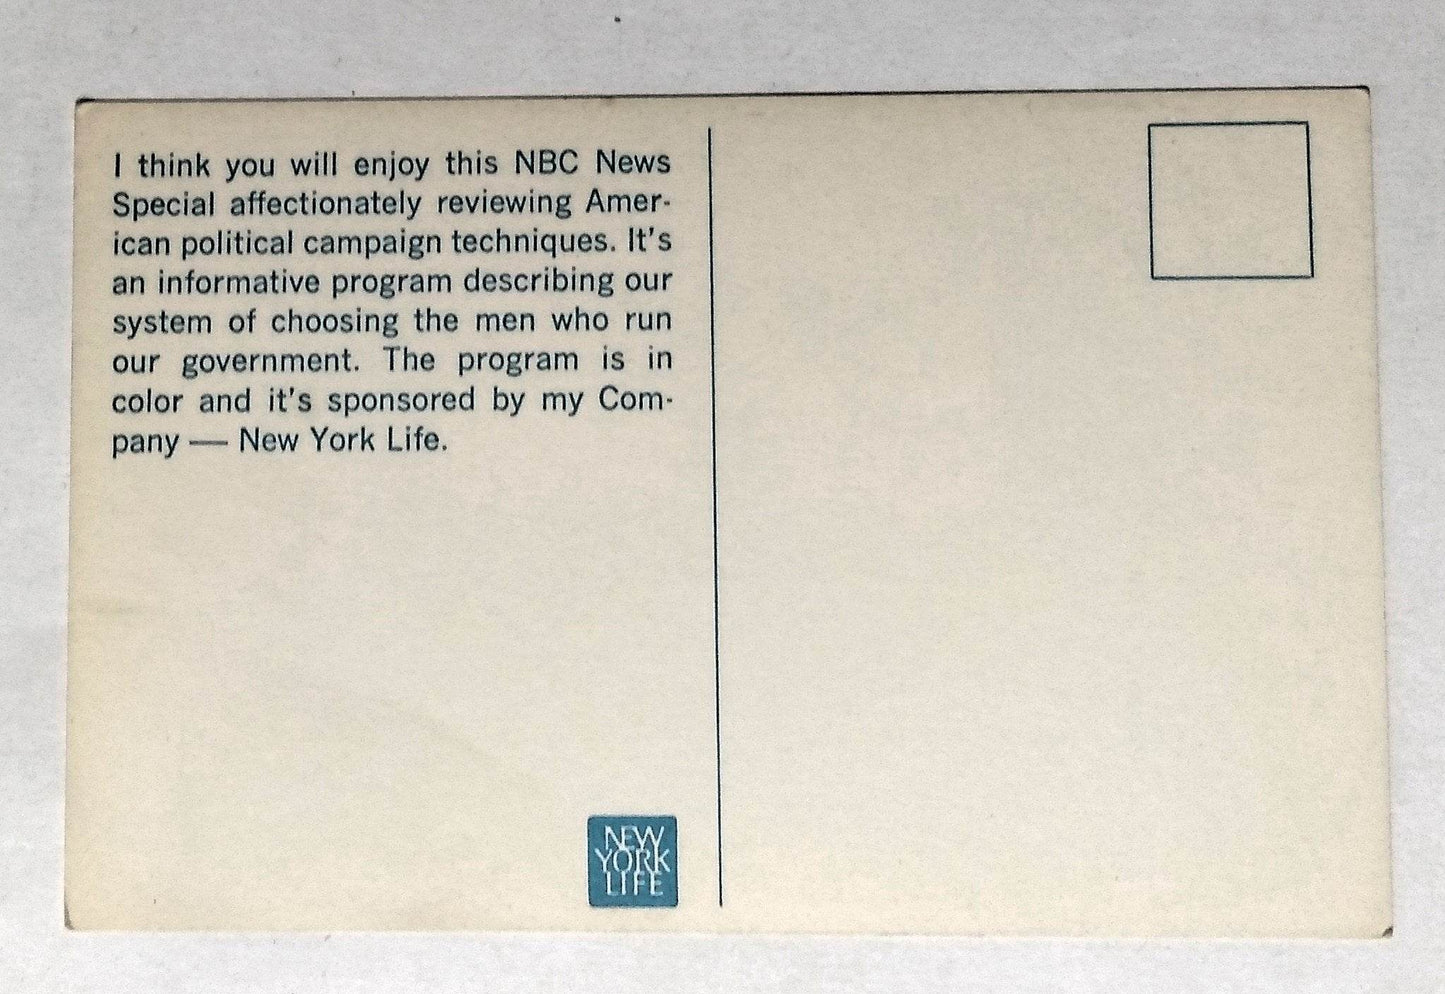 I think you will enjoy this NBC News
Special affectionately reviewing Amer-
ican political campaign techniques. It's
an informative program describing our
system of choosing the men who run
our government. The program is in
color and it's sponsored by my Com-
pany — New York Life.
NEW
YORK
LIFE